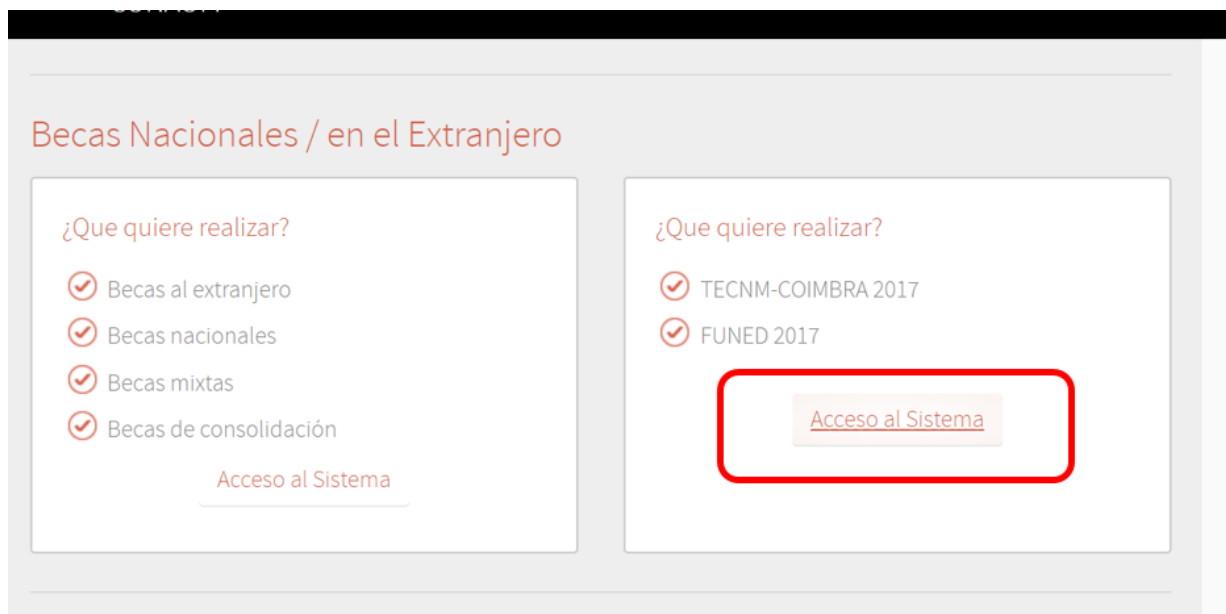 Becas Nacionales / en el Extranjero
¿Que quiere realizar?
Becas al extranjero
Becas nacionales
Becas mixtas
Becas de consolidación
Acceso al Sistema
¿Que quiere realizar?
TECNM-COIMBRA 2017
FUNED 2017
Acceso al Sistema